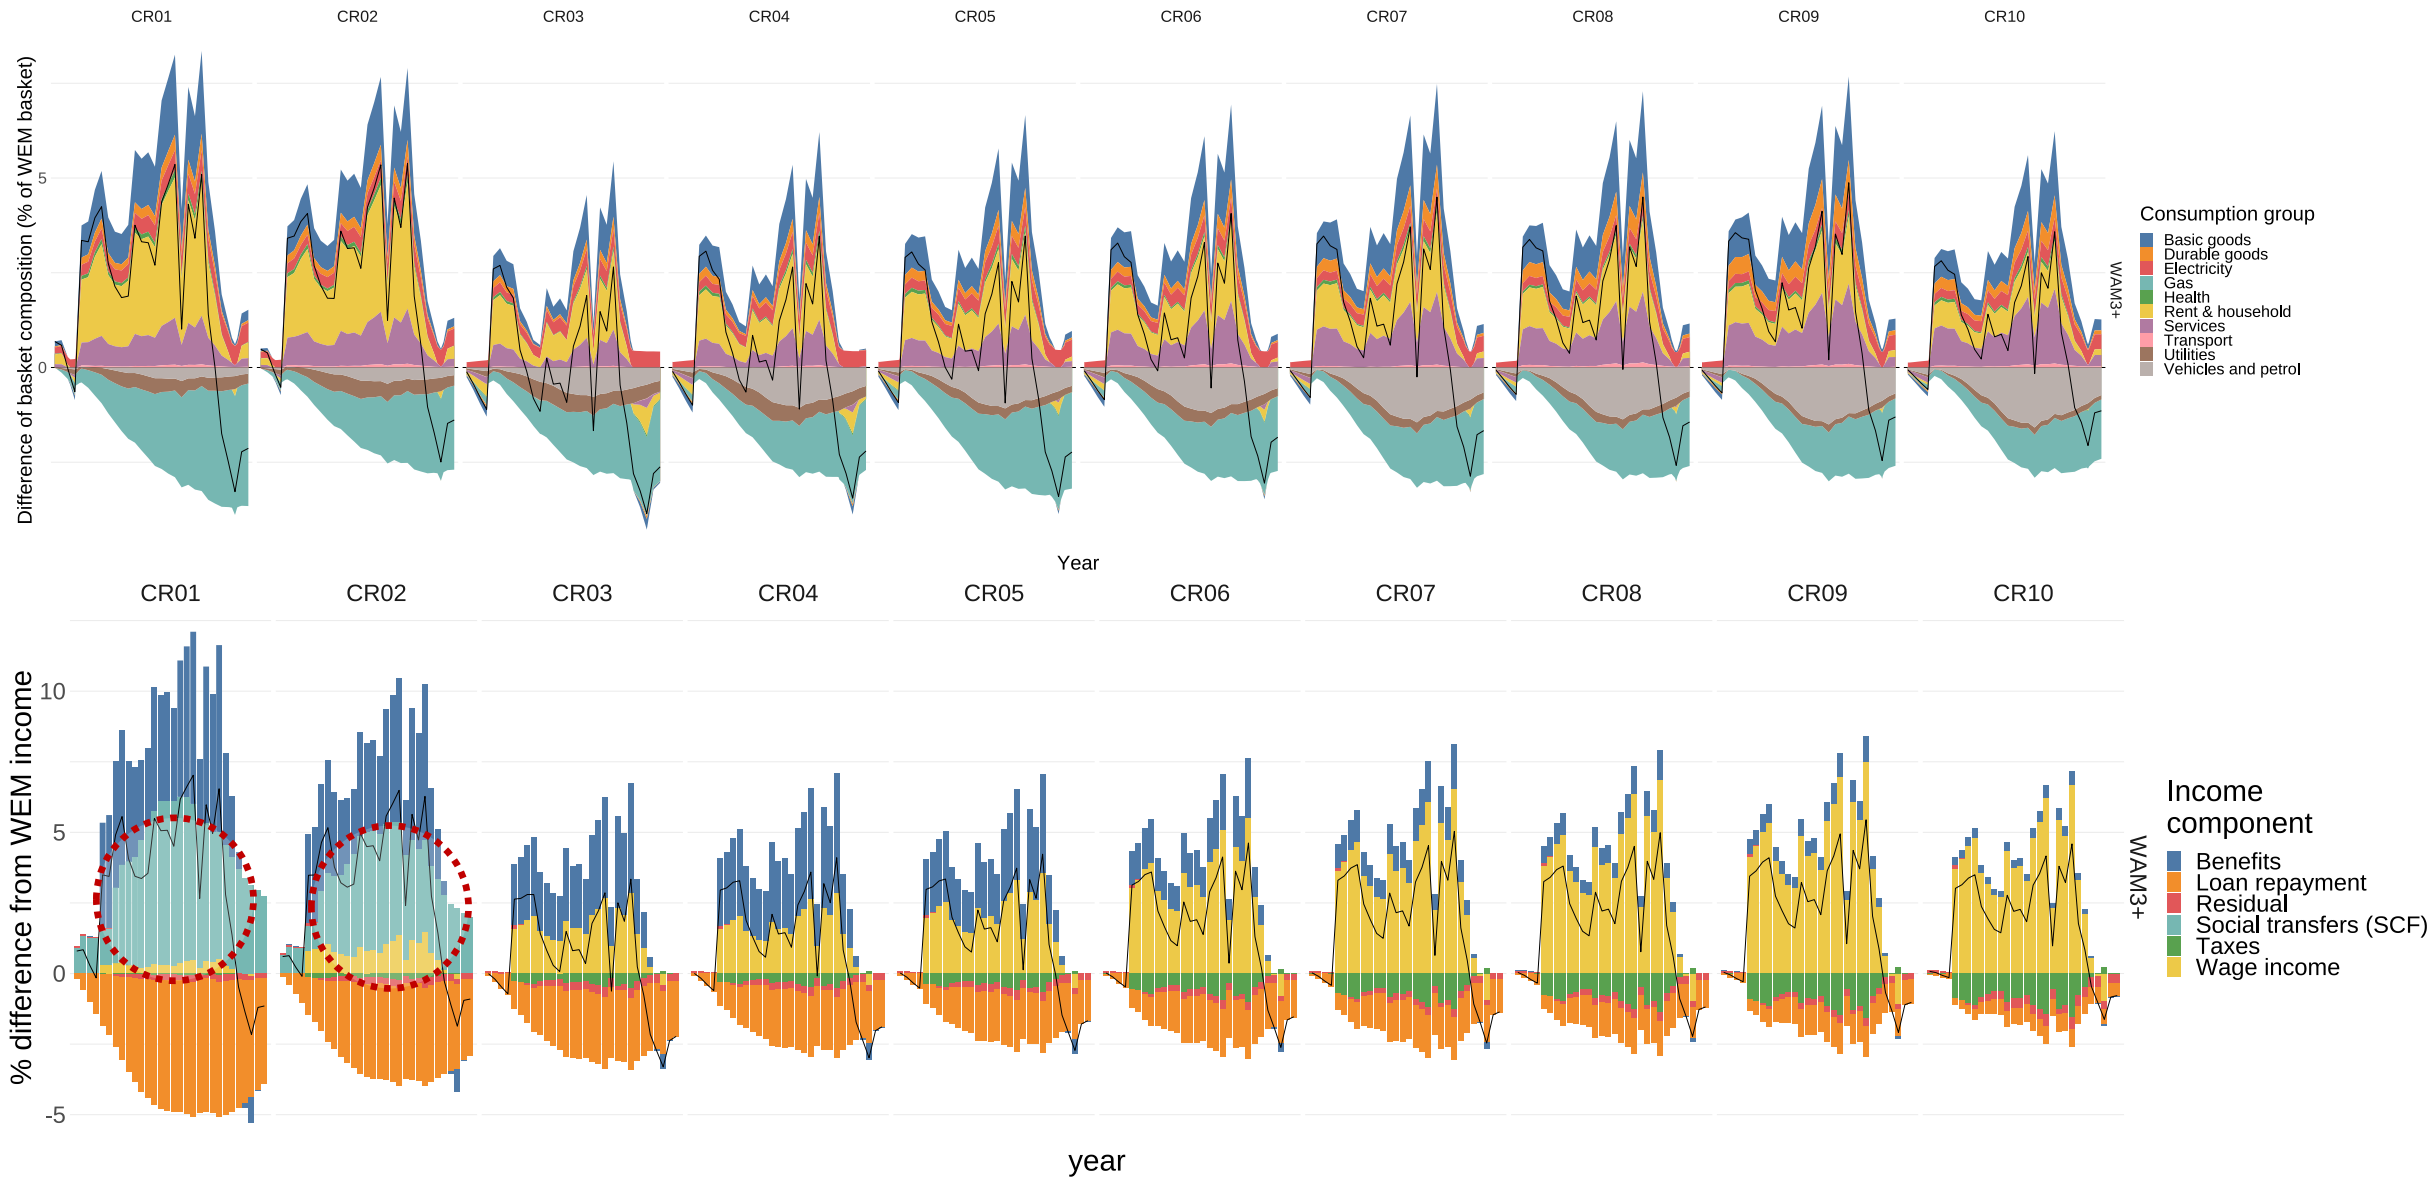 CR01 CR02 CR03 CR04 CR05 CR06 CR07 CR08 CR09 CR10
Difference of basket composition (% of WEM basket)
5
0
WAM3+
Consumption group
Basic goods
Durable goods
Electricity
Gas
Health
Rent & household
Services
Transport
Utilities
Vehicles and petrol
Year
CR01 CR02 CR03 CR04 CR05 CR06 CR07 CR08 CR09 CR10
% difference from WEM income
10
5
0
-5
WAM3+
Income
component
Benefits
Loan repayment
Residual
Social transfers (SCF)
Taxes
Wage income
year